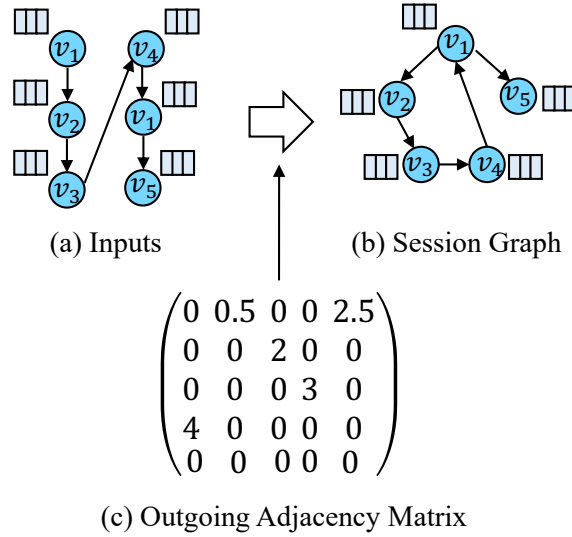 v1 v4 v1
v2 v1 v2 v5
v3 v5 v3 v4
(a) Inputs (b) Session Graph
0 0.5 0 0 2.5
0 0 2 0 0
0 0 0 3 0
4 0 0 0 0
0 0 0 0 0
(c) Outgoing Adjacency Matrix